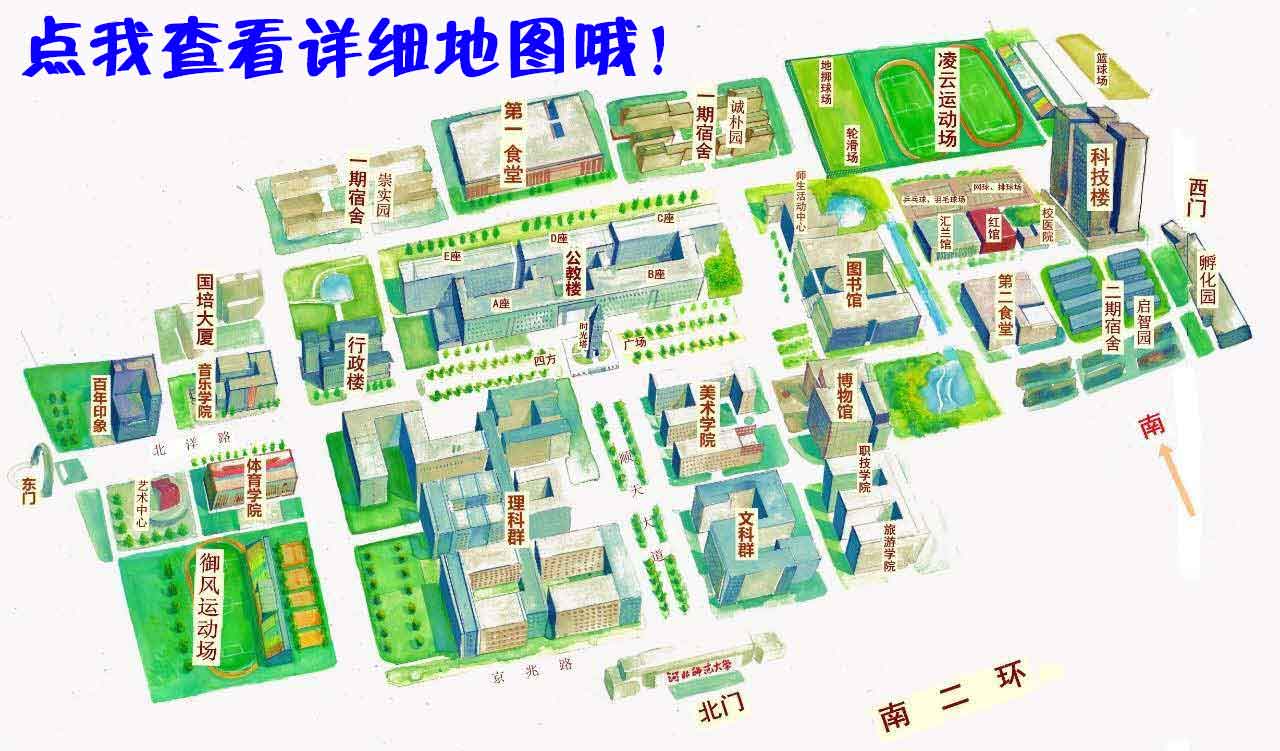 点我查看详细地图哦!
地掷球场
轮滑场
凌云运动场
篮球场
第一食堂
一期宿舍
诚朴园
一期宿舍
崇实园
科技楼
西门
孵化园
师生活动中心
网球、排球场
乒乓球、羽毛球场
汇兰馆
红馆
校医院
C座
D座
E座
公教楼
B座
A座
图书馆
第二食堂
二期宿舍
启智园
国培大厦
行政楼
时光塔
四方
广场
百年印象
音乐学院
美术学院
博物馆
南
北洋路
东门
艺术中心
体育学院
顺天大道
职技学院
理科群
文科群
旅游学院
御风运动场
京兆路
河北师范大学
北门
南二环